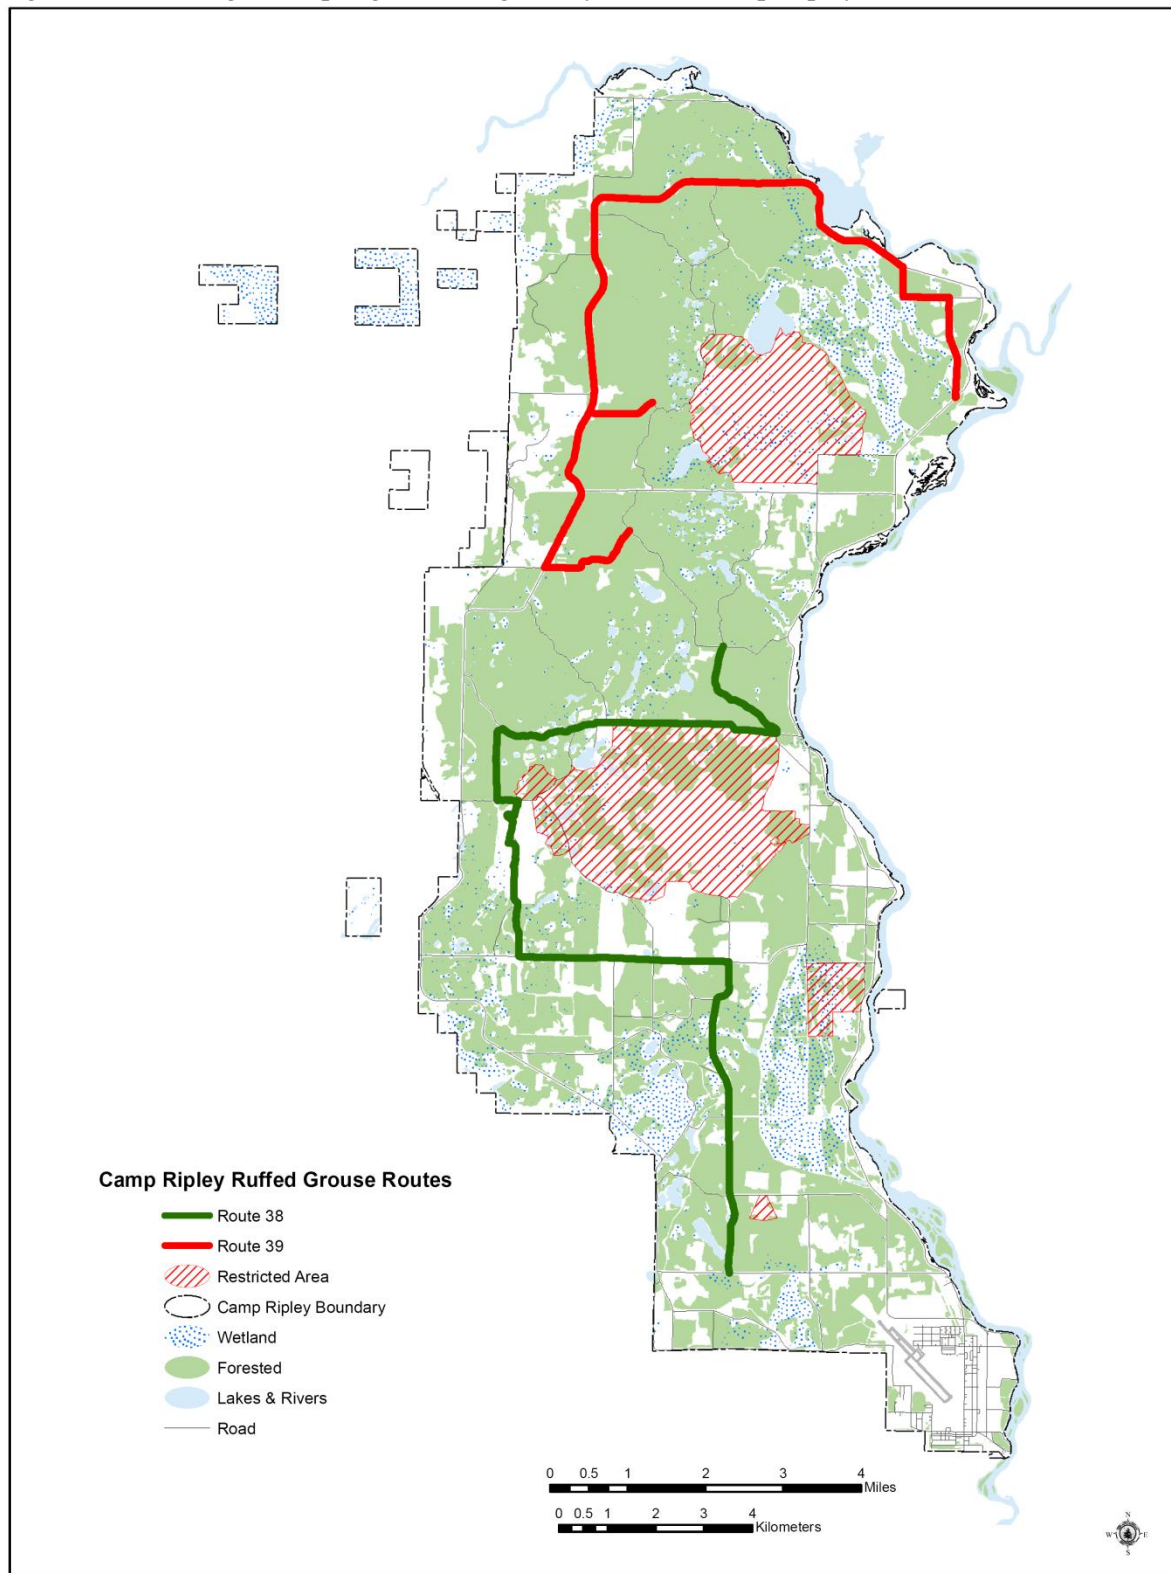 Camp Ripley Ruffed Grouse Routes
Route 38
Route 39
Restricted Area
Camp Ripley Boundary
Wetland
Forested
Lakes & Rivers
Road
0 0.5 1 2 3 4
Miles
0 0.5 1 2 3 4
Kilometers
N
W E
S